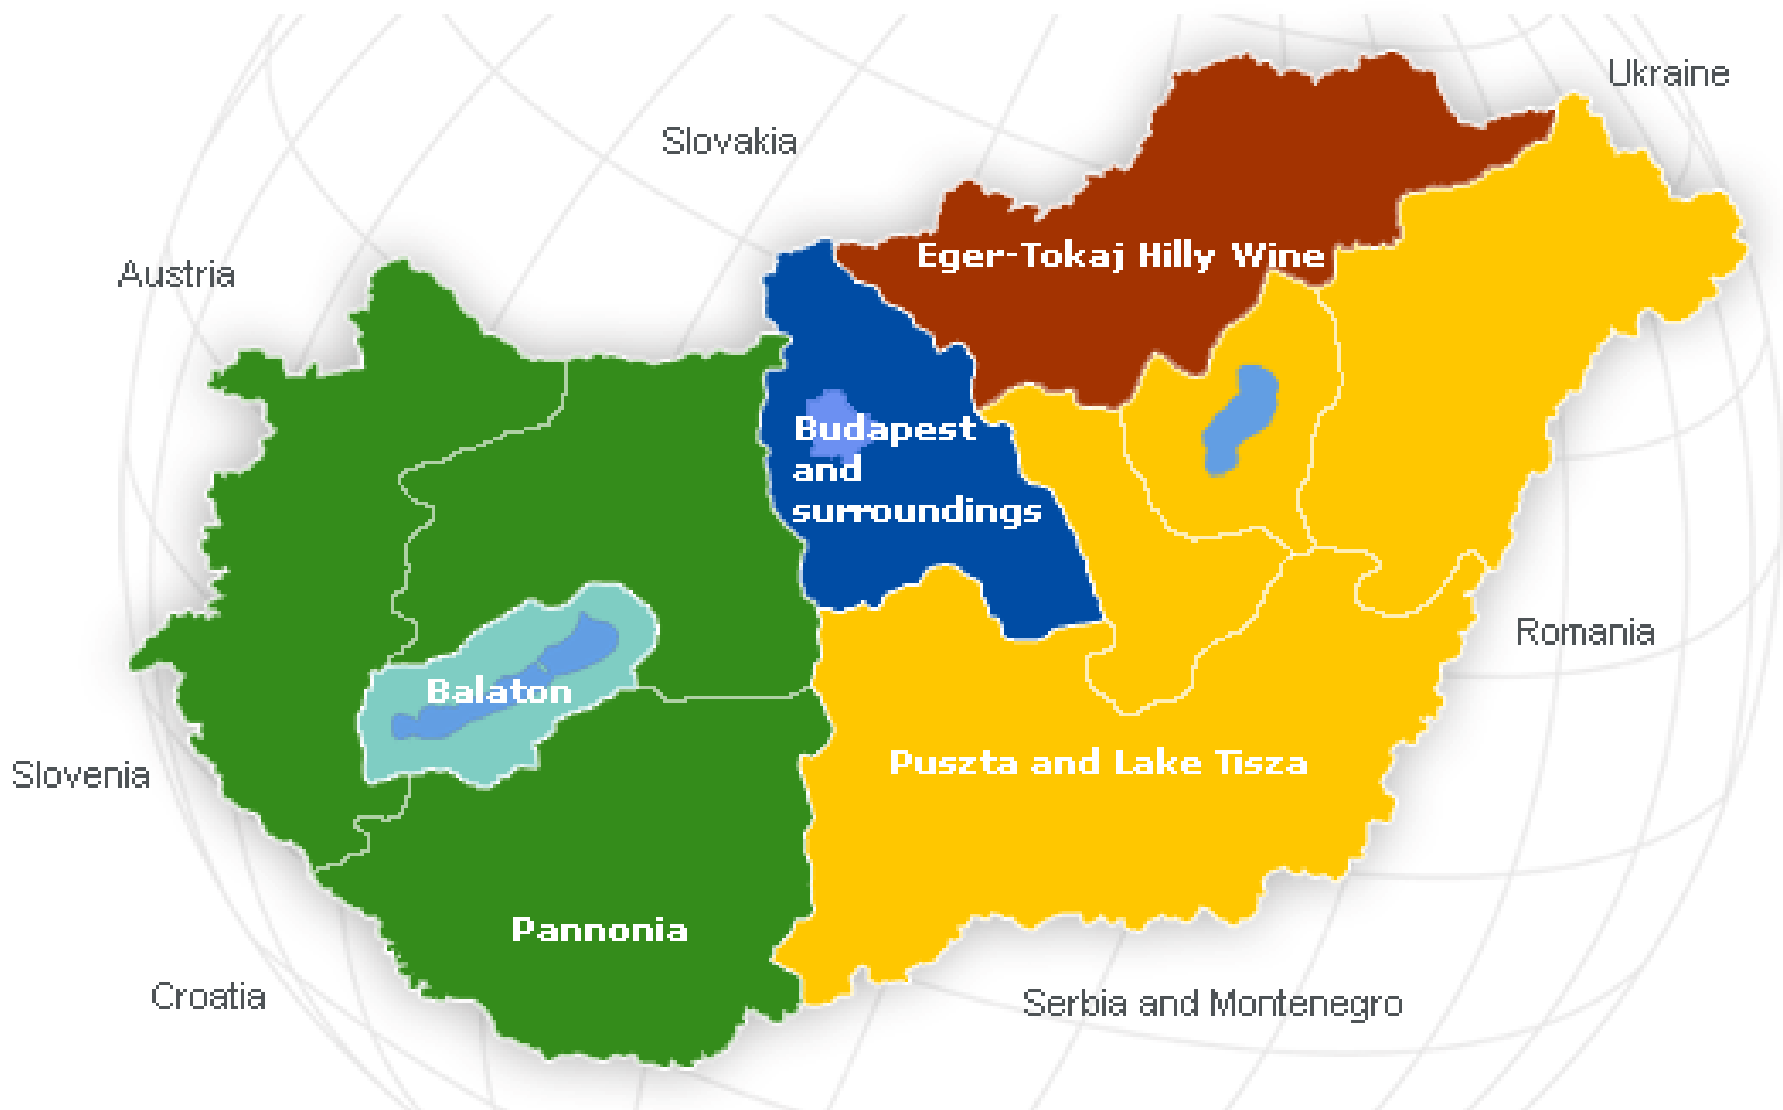 Ukraine
Slovakia
Eger-Tokaj Hilly Wine
Austria
Budapest
and
surroundings
Romania
Balaton
Puszta and Lake Tisza
Slovenia
Pannonia
Croatia
Serbia and Montenegro